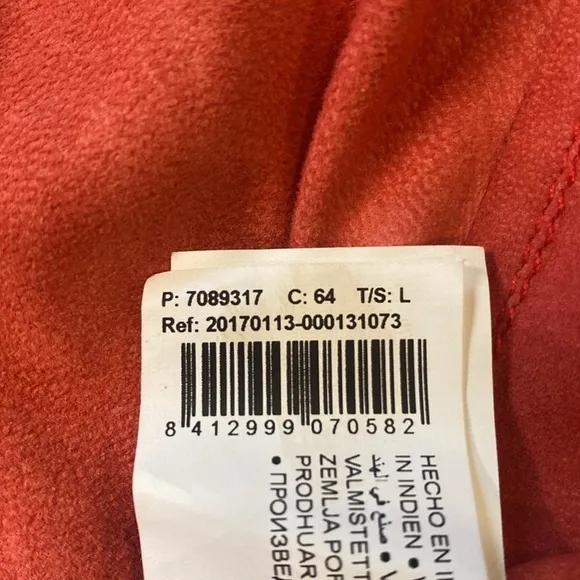 P: 7089317 C: 64 T/S: L
Ref: 20170113-000131073
8 412999 070582
HECHO EN
IN INDIEN •
صنع في الهند •
VALMISTETT
ZEMLJA POR
PRODHUAR
• ПРОИЗВЕД